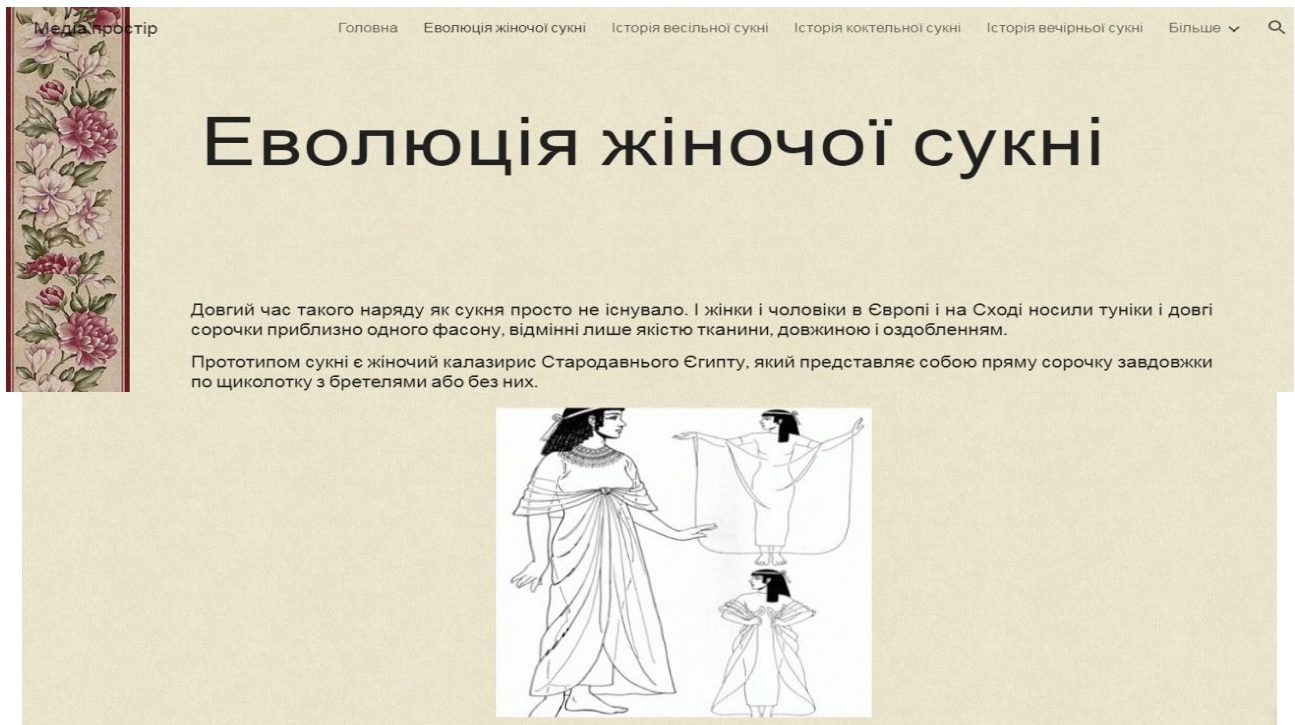 Медіа простір
Головна Еволюція жіночої сукні Історія весільної сукні Історія коктельної сукні Історія вечірньої сукні Більше
Еволюція жіночої сукні
Довгий час такого наряду як сукня просто не існувало. І жінки і чоловіки в Європі і на Сході носили туніки і довгі
сорочки приблизно одного фасону, відмінні лише якістю тканини, довжиною і оздобленням.
Прототипом сукні є жіночий калазирис Стародавнього Єгипту, який представляє собою пряму сорочку завдовжки
по щиколотку з бретелями або без них.